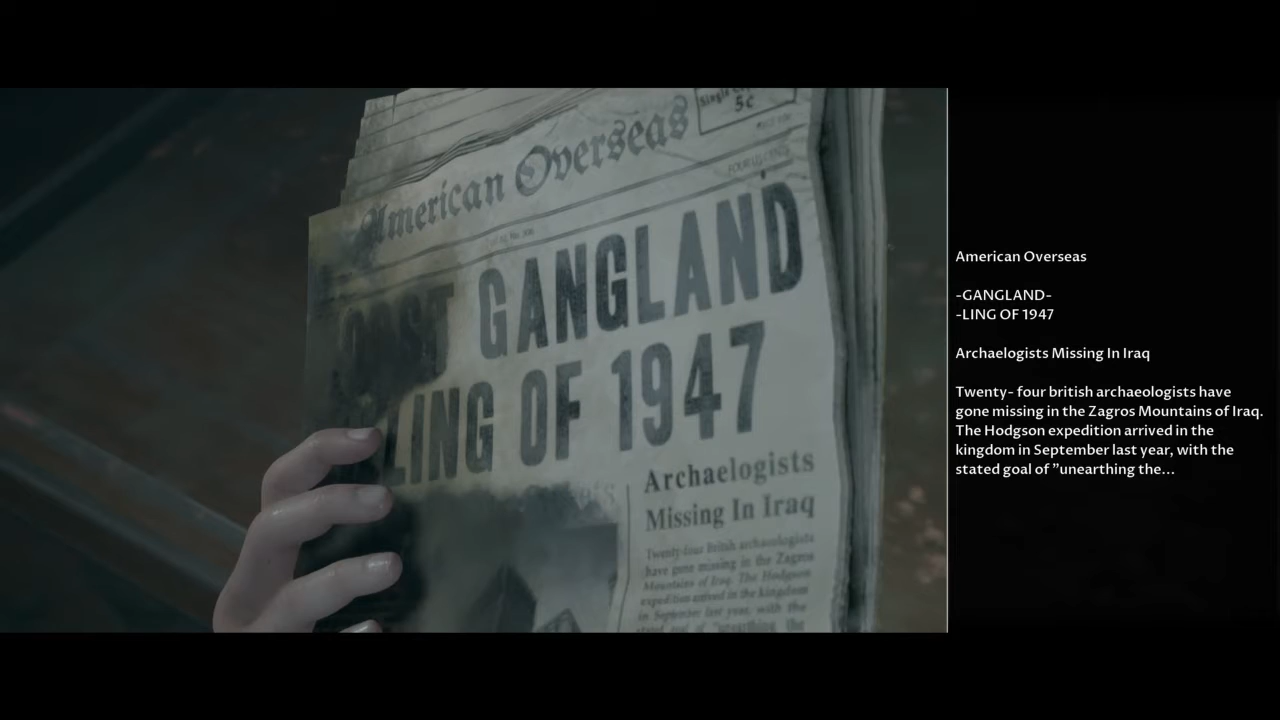 Single Copy
5c
American Overseas
GANGLAND
LING OF 1947
Archaelogists
Missing In Iraq
Twenty-four British archaeologists
have gone missing in the Zagros
Mountains of Iraq. The Hodgson
expedition arrived in the kingdom
in September last year, with the
stated goal of "unearthing the
American Overseas
-GANGLAND-
-LING OF 1947
Archaelogists Missing In Iraq
Twenty- four british archaeologists have
gone missing in the Zagros Mountains of Iraq.
The Hodgson expedition arrived in the
kingdom in September last year, with the
stated goal of "unearthing the...